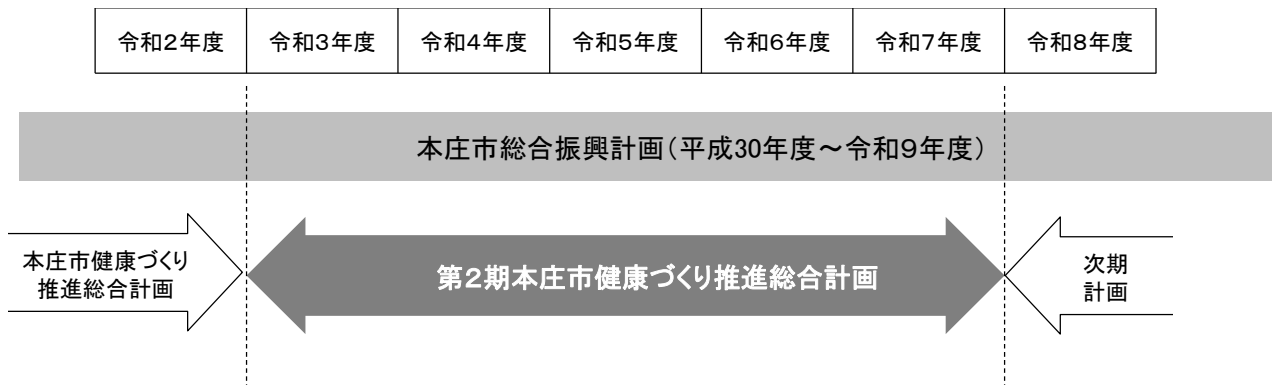 令和２年度 令和３年度 令和４年度 令和５年度 令和６年度 令和７年度 令和８年度
本庄市総合振興計画（平成30年度～令和９年度）
本庄市健康づくり
推進総合計画
第２期本庄市健康づくり推進総合計画
次期
計画